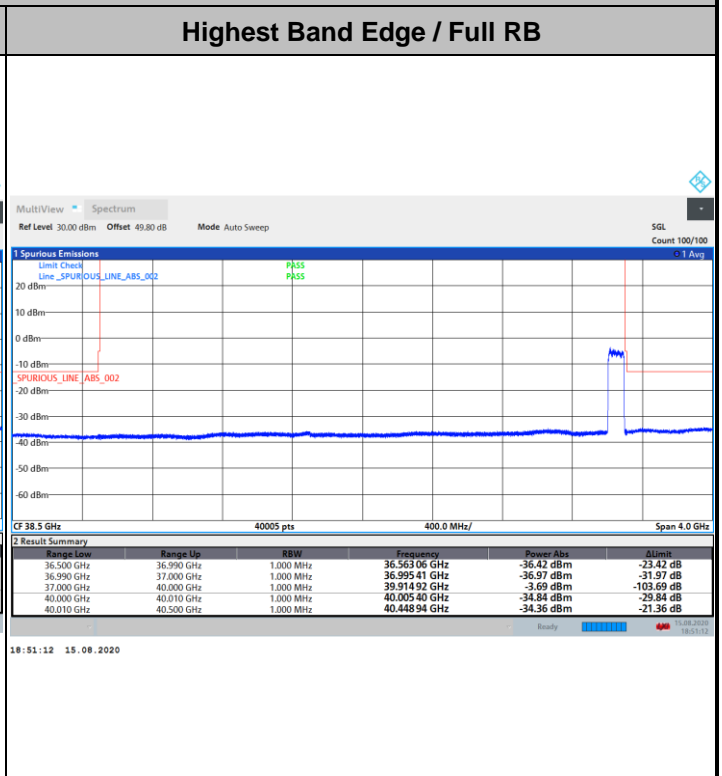 Highest Band Edge / Full RB
MultiView Spectrum
Ref Level 30.00 dBm Offset 49.80 dB Mode Auto Sweep SGL
Count 100/100
1 Spurious Emissions 1 Avg
Limit Check PASS
Line _SPURIOUS_LINE_ABS_002 PASS
20 dBm
10 dBm
0 dBm
-10 dBm
_SPURIOUS_LINE_ABS_002
-20 dBm
-30 dBm
-40 dBm
-50 dBm
-60 dBm
CF 38.5 GHz 40005 pts 400.0 MHz/ Span 4.0 GHz
2 Result Summary
Range Low Range Up RBW Frequency Power Abs ΔLimit
36.500 GHz 36.990 GHz 1.000 MHz 36.563 06 GHz -36.42 dBm -23.42 dB
36.990 GHz 37.000 GHz 1.000 MHz 36.995 41 GHz -36.97 dBm -31.97 dB
37.000 GHz 40.000 GHz 1.000 MHz 39.914 92 GHz -3.69 dBm -103.69 dB
40.000 GHz 40.010 GHz 1.000 MHz 40.005 40 GHz -34.84 dBm -29.84 dB
40.010 GHz 40.500 GHz 1.000 MHz 40.448 94 GHz -34.36 dBm -21.36 dB
Ready 15.08.2020
18:51:12
18:51:12 15.08.2020